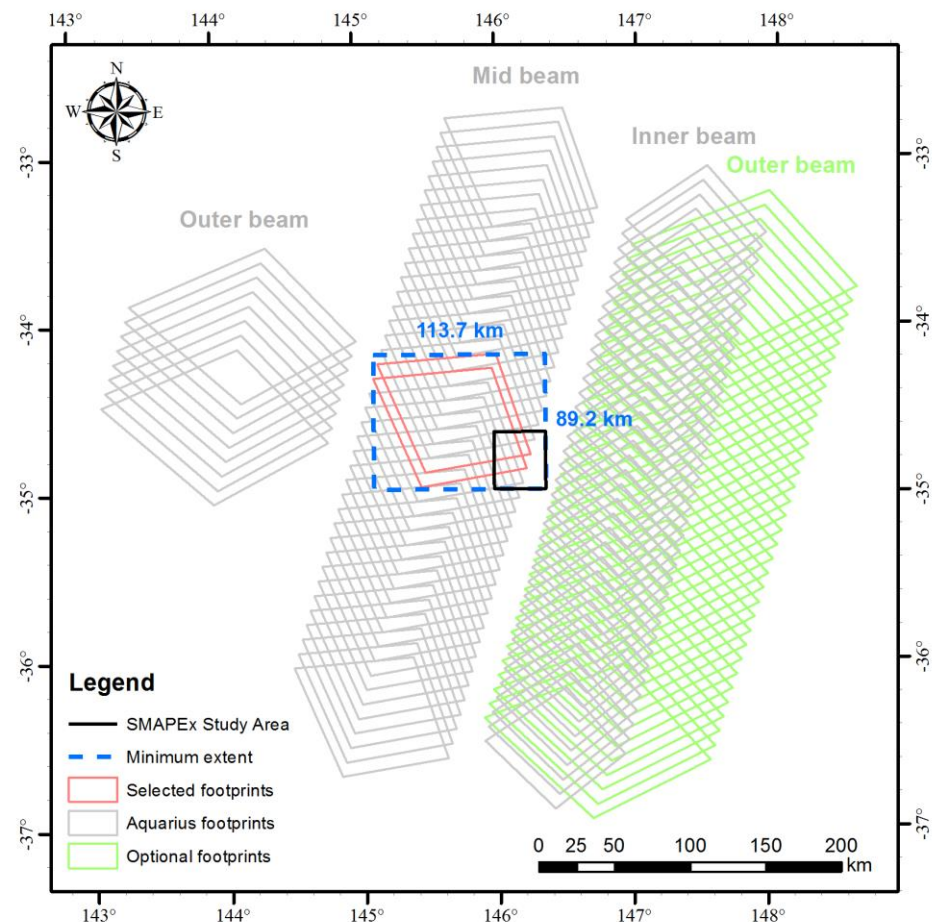 143° 144° 145° 146° 147° 148°
N
W E
S
Mid beam
Inner beam
Outer beam
Outer beam
-33° -33°
-34° -34°
113.7 km
89.2 km
-35° -35°
-36° -36°
-37° -37°
Legend
SMAPEx Study Area
Minimum extent
Selected footprints
Aquarius footprints
Optional footprints
0 25 50 100 150 200
km
143° 144° 145° 146° 147° 148°